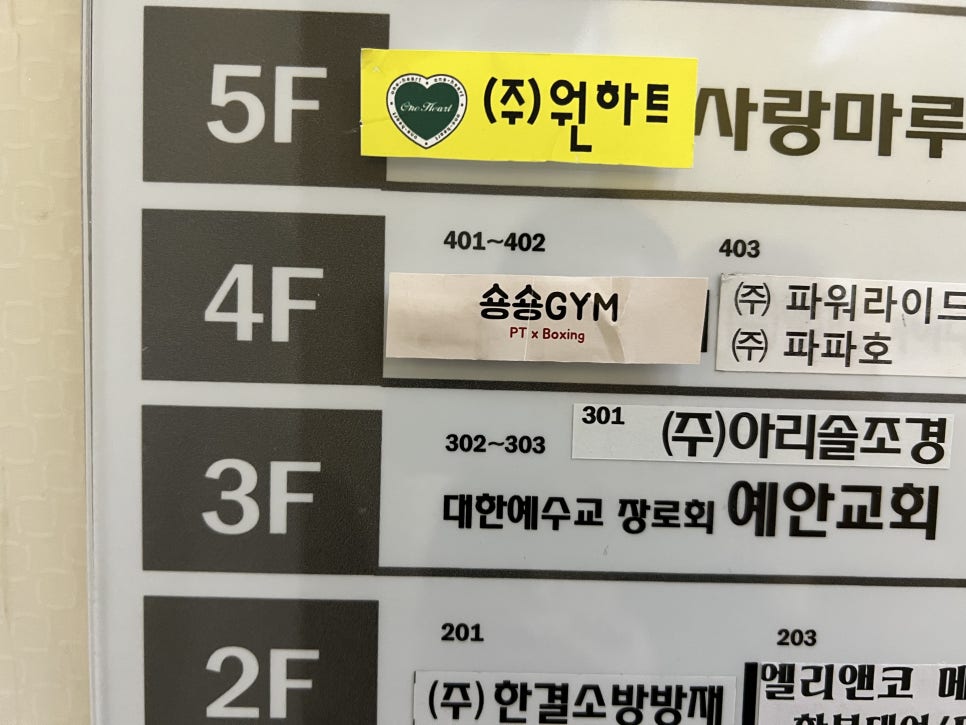 5F
One Heart
(주)원하트
사랑마루
4F
401~402
403
숑숑GYM
PT x Boxing
(주) 파워라이드
(주) 파파호
3F
301 (주)아리솔조경
302~303
대한예수교 장로회 예안교회
2F
201
203
(주)한결소방방재
엘리앤코